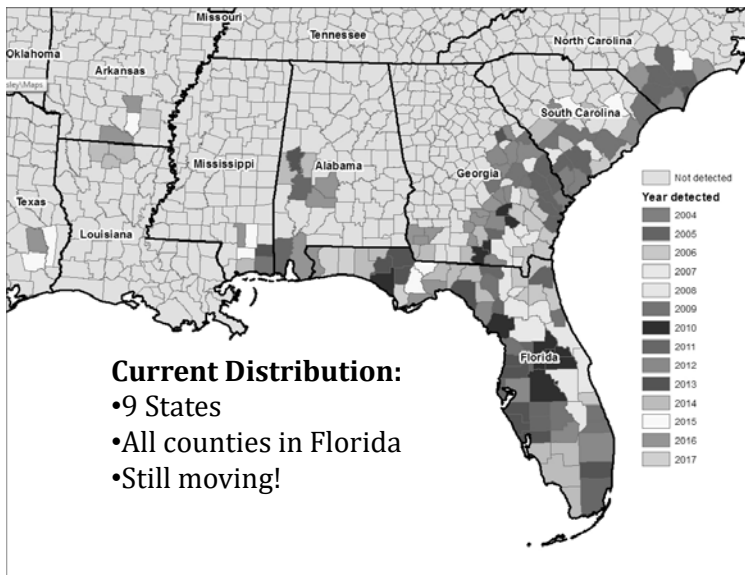 Missouri
Tennessee
North Carolina
Oklahoma
Arkansas
sley\Maps
South Carolina
Mississippi
Alabama
Georgia
Texas
Louisiana
Florida
Not detected
Year detected
2004
2005
2006
2007
2008
2009
2010
2011
2012
2013
2014
2015
2016
2017
Current Distribution:
•9 States
•All counties in Florida
•Still moving!